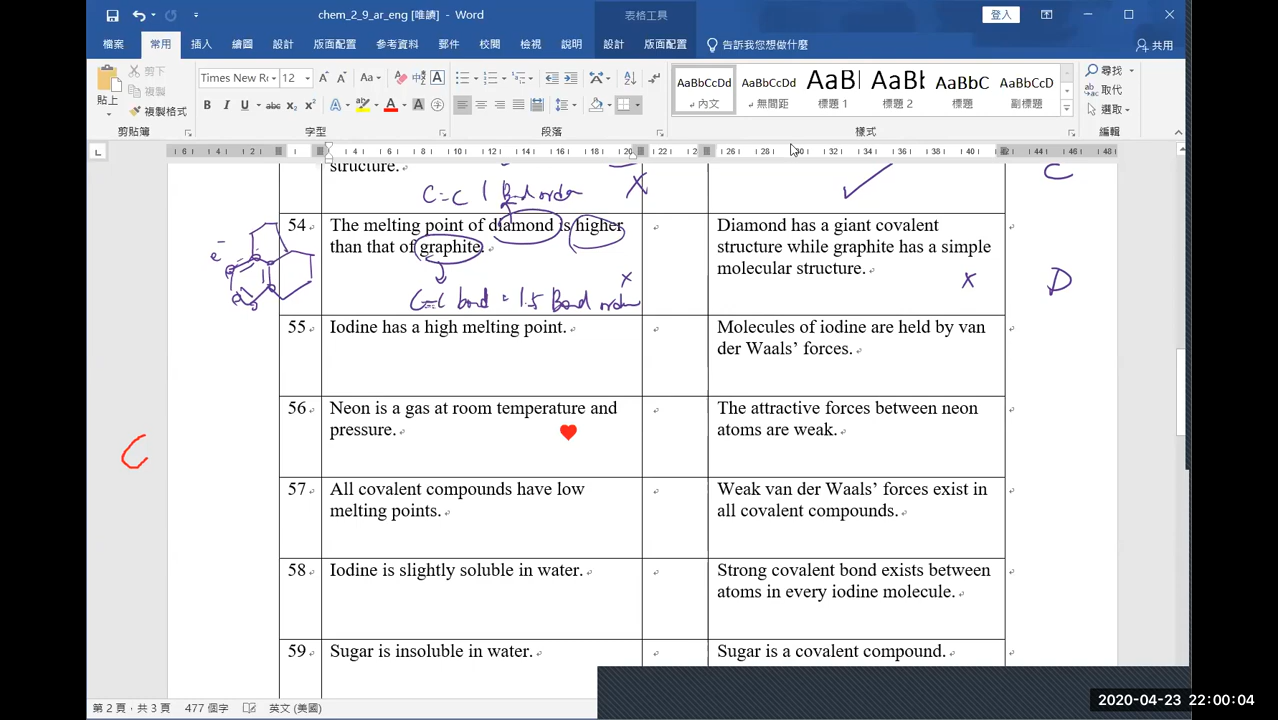 chem_2_9_ar_eng [唯讀] - Word
表格工具
登入
檔案 常用 插入 繪圖 設計 版面配置 參考資料 郵件 校閱 檢視 說明 設計 版面配置 告訴我您想做什麼 共用
貼上 剪下 複製 複製格式
Times New Ro 12
AaBbCcDd 內文
AaBbCcDd 無間距
AaBl 標題 1
AaBb 標題 2
AaBbC 標題
AaBbCcD 副標題
尋找
取代
選取
剪貼簿 字型 段落 樣式 編輯
structure.
C=C 1 Bond order X
C
54 The melting point of diamond is higher
than that of graphite.
Diamond has a giant covalent
structure while graphite has a simple
molecular structure.
e-
C=C bond = 1.5 Bond order
X
X
D
55 Iodine has a high melting point.
Molecules of iodine are held by van
der Waals’ forces.
56 Neon is a gas at room temperature and
pressure.
The attractive forces between neon
atoms are weak.
C
57 All covalent compounds have low
melting points.
Weak van der Waals’ forces exist in
all covalent compounds.
58 Iodine is slightly soluble in water.
Strong covalent bond exists between
atoms in every iodine molecule.
59 Sugar is insoluble in water.
Sugar is a covalent compound.
第 2 頁，共 3 頁 477 個字 英文 (美國)
2020-04-23 22:00:04